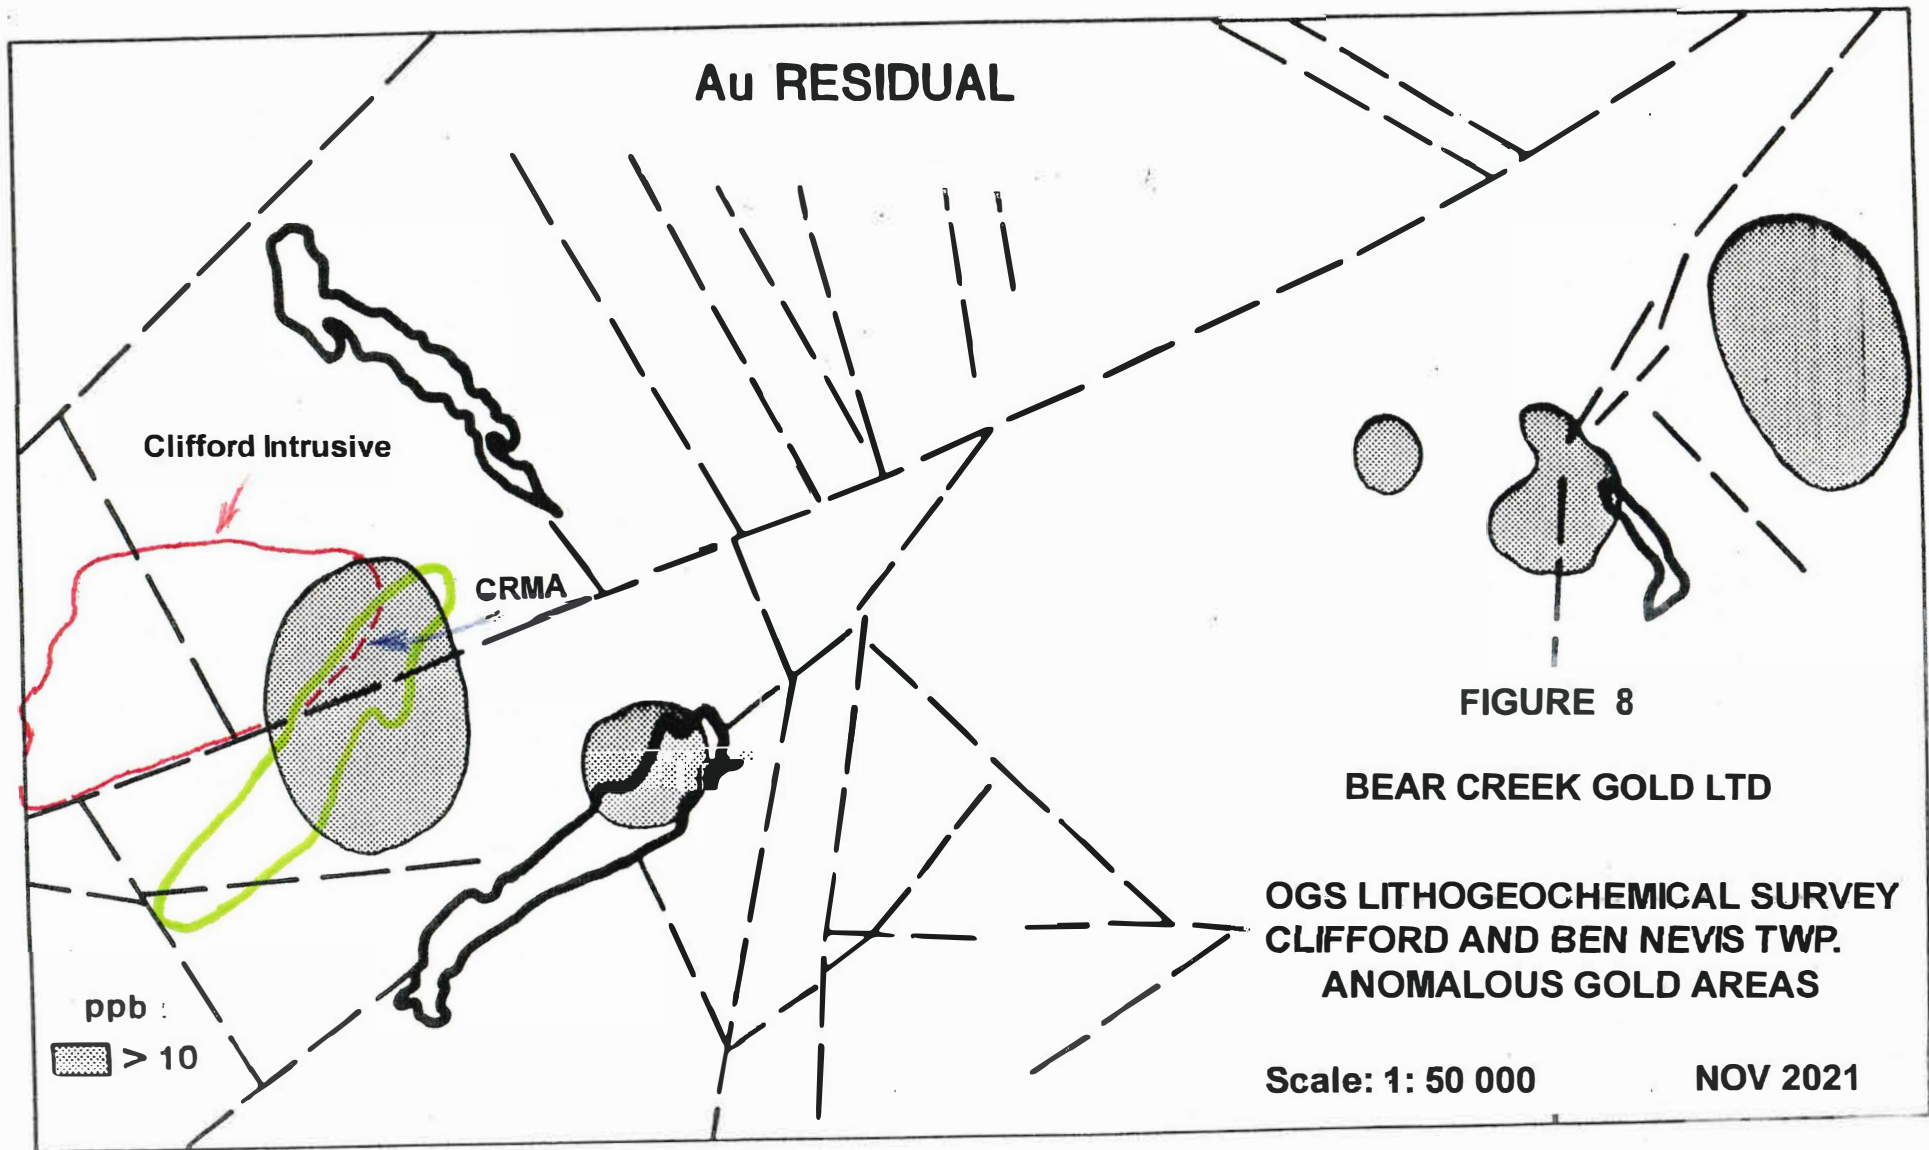 Au RESIDUAL
Clifford Intrusive
CRMA
FIGURE 8
BEAR CREEK GOLD LTD
OGS LITHOGEOCHEMICAL SURVEY
CLIFFORD AND BEN NEVIS TWP.
ANOMALOUS GOLD AREAS
ppb :
> 10
Scale: 1: 50 000
NOV 2021